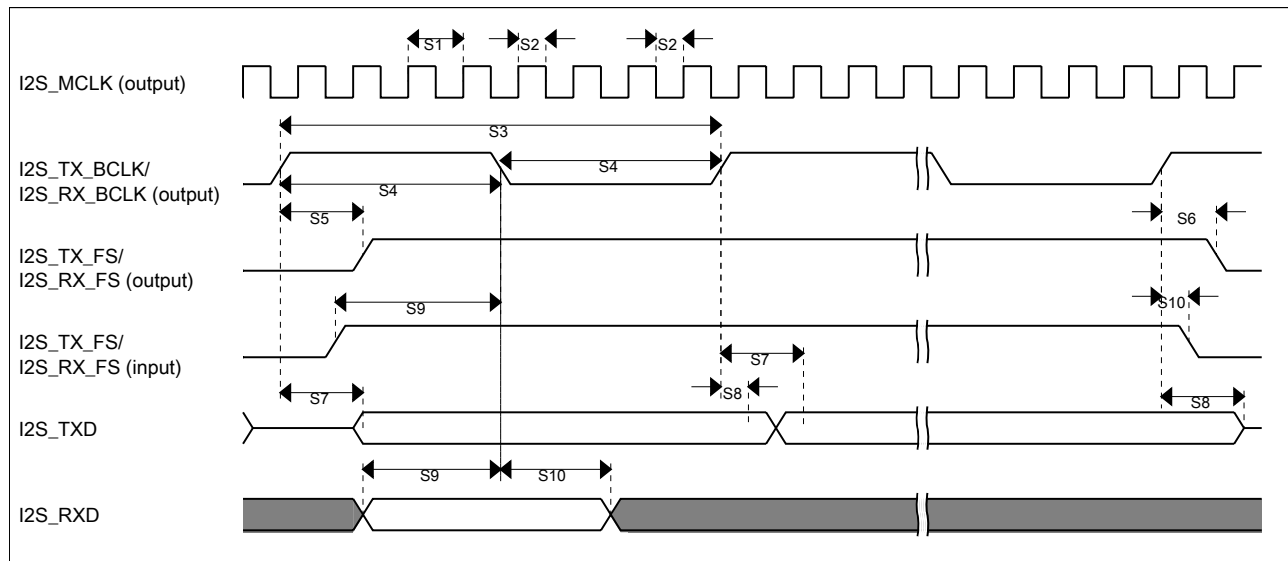 S1
S2
S2
I2S_MCLK (output)
S3
I2S_TX_BCLK/
I2S_RX_BCLK (output)
S4
S4
S5
S6
I2S_TX_FS/
I2S_RX_FS (output)
S9
S10
I2S_TX_FS/
I2S_RX_FS (input)
S7
S7
S8
S8
I2S_TXD
S9
S10
I2S_RXD